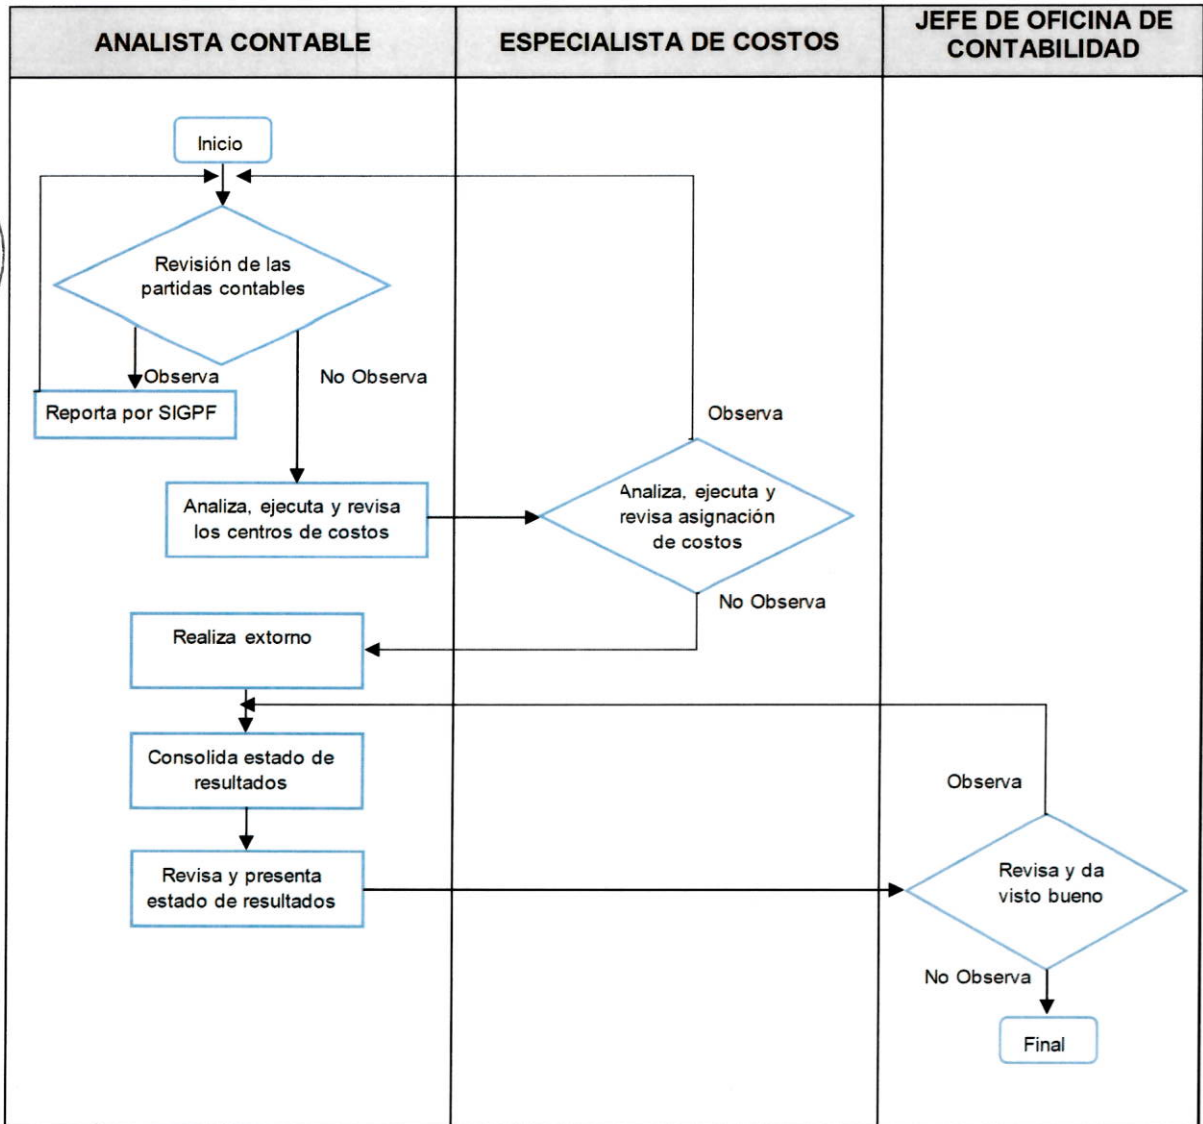 ANALISTA CONTABLE
ESPECIALISTA DE COSTOS
JEFE DE OFICINA DE
CONTABILIDAD
Inicio
Revisión de las
partidas contables
Observa
No Observa
Reporta por SIGPF
Observa
Analiza, ejecuta y revisa
los centros de costos
Analiza, ejecuta y
revisa asignación
de costos
No Observa
Realiza extorno
Consolida estado de
resultados
Observa
Revisa y presenta
estado de resultados
Revisa y da
visto bueno
No Observa
Final